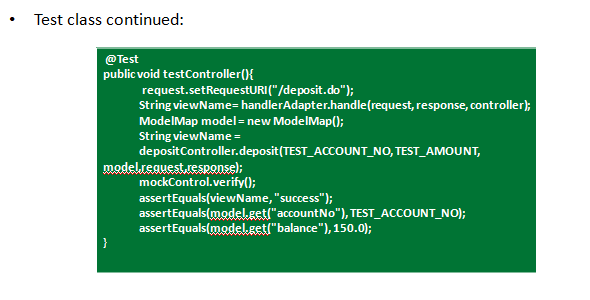 • Test class continued:
@Test
public void testController(){
request.setRequestURI("/deposit.do");
String viewName= handlerAdapter.handle(request, response, controller);
ModelMap model = new ModelMap();
String viewName =
depositController.deposit(TEST_ACCOUNT_NO, TEST_AMOUNT,
model,request,response);
mockControl.verify();
assertEquals(viewName, "success");
assertEquals(model.get("accountNo"), TEST_ACCOUNT_NO);
assertEquals(model.get("balance"), 150.0);
}